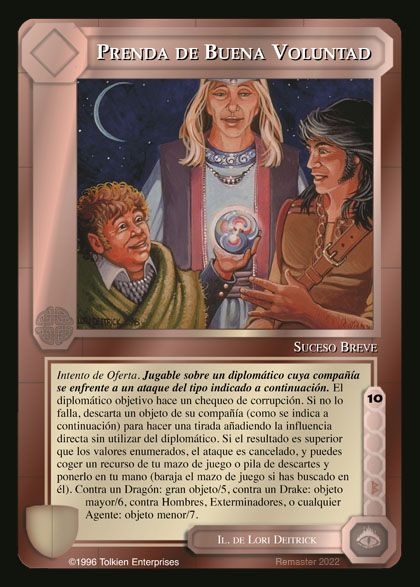 PRENDA DE BUENA VOLUNTAD
SUCESO BREVE
Intento de Oferta. Jugable sobre un diplomático cuya compañía
se enfrente a un ataque del tipo indicado a continuación. El
diplomático objetivo hace un chequeo de corrupción. Si no lo
falla, descarta un objeto de su compañía (como se indica a
continuación) para hacer una tirada añadiendo la influencia
directa sin utilizar del diplomático. Si el resultado es superior
que los valores enumerados, el ataque es cancelado, y puedes
coger un recurso de tu mazo de juego o pila de descartes y
ponerlo en tu mano (baraja el mazo de juego si has buscado en
él). Contra un Dragón: gran objeto/5, contra un Drake: objeto
mayor/6, contra Hombres, Exterminadores, o cualquier
Agente: objeto menor/7.
10
IL. DE LORI DEITRICK
©1996 Tolkien Enterprises
Remaster 2022